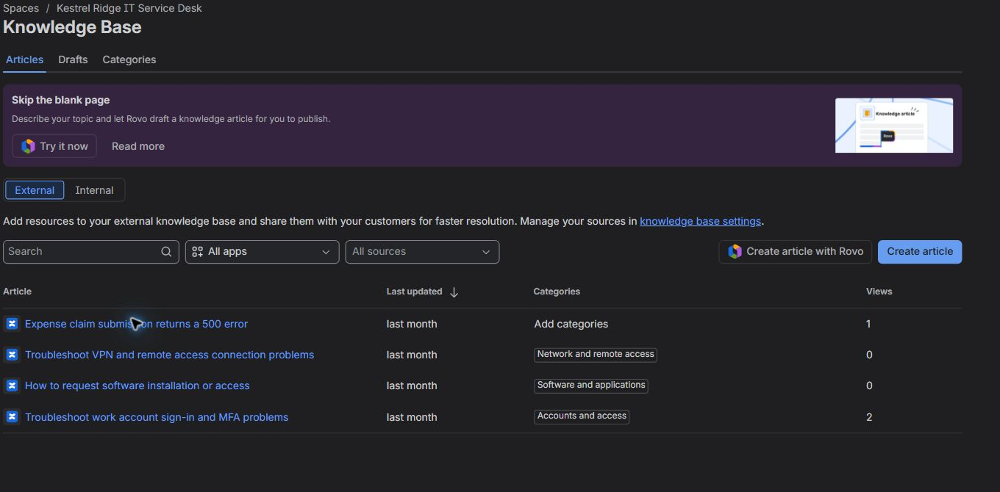 Spaces / Kestrel Ridge IT Service Desk
Knowledge Base
Articles Drafts Categories
Skip the blank page
Describe your topic and let Rovo draft a knowledge article for you to publish.
Try it now Read more
Knowledge article
Rovo
External Internal
Add resources to your external knowledge base and share them with your customers for faster resolution. Manage your sources in knowledge base settings.
Search All apps All sources Create article with Rovo Create article
Article Last updated Categories Views
Expense claim submission returns a 500 error last month Add categories 1
Troubleshoot VPN and remote access connection problems last month Network and remote access 0
How to request software installation or access last month Software and applications 0
Troubleshoot work account sign-in and MFA problems last month Accounts and access 2